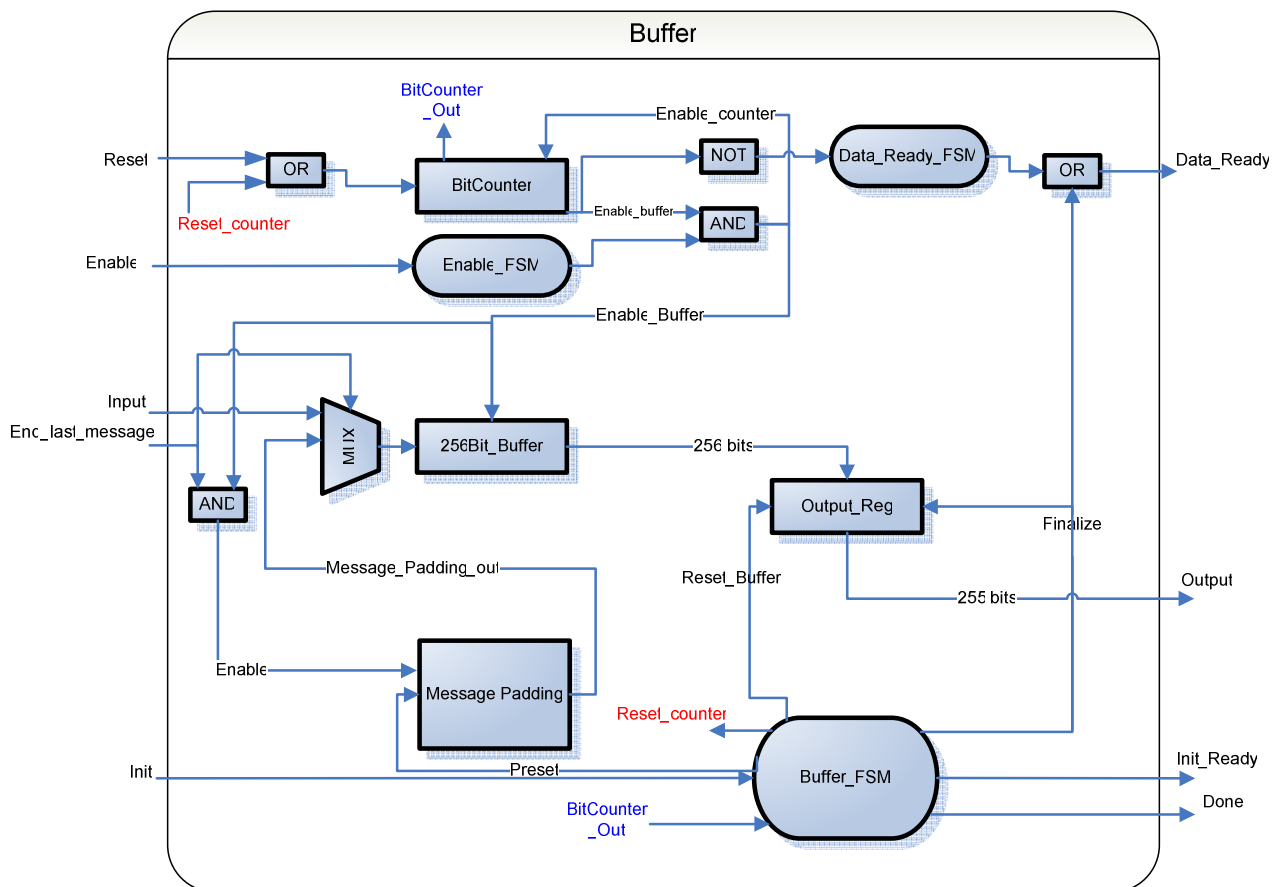 Buffer
BitCounter
_Out
Enable_counter
Reset
OR
BitCounter
NOT
Data_Ready_FSM
OR
Data_Ready
Reset_counter
Enable_buffer
AND
Enable
Enable_FSM
Enable_Buffer
Input
End_last_message
MUX
256Bit_Buffer
256 bits
AND
Output_Reg
Finalize
Message_Padding_out
Reset_Buffer
255 bits
Output
Enable
Message Padding
Reset_counter
Init
Preset
Buffer_FSM
Init_Ready
Done
BitCounter
_Out